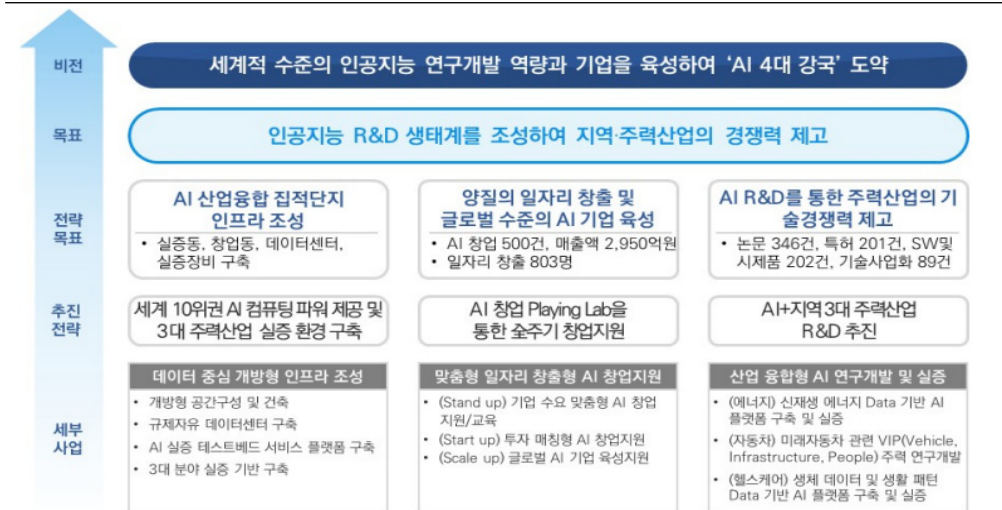 비전
세계적 수준의 인공지능 연구개발 역량과 기업을 육성하여 ‘AI 4대 강국’ 도약
목표
인공지능 R&D 생태계를 조성하여 지역·주력산업의 경쟁력 제고
전략
목표
AI 산업융합 집적단지
인프라 조성
• 실증동, 창업동, 데이터센터,
실증장비 구축
양질의 일자리 창출 및
글로벌 수준의 AI 기업 육성
• AI 창업 500건, 매출액 2,950억원
• 일자리 창출 803명
AI R&D를 통한 주력산업의 기
술경쟁력 제고
• 논문 346건, 특허 201건, SW및
시제품 202건, 기술사업화 89건
추진
전략
세계 10위권 AI 컴퓨팅 파워 제공 및
3대 주력산업 실증 환경 구축
AI 창업 Playing Lab을
통한 全주기 창업지원
AI+지역 3대 주력산업
R&D 추진
세부
사업
데이터 중심 개방형 인프라 조성
• 개방형 공간구성 및 건축
• 규제자유 데이터센터 구축
• AI 실증 테스트베드 서비스 플랫폼 구축
• 3대 분야 실증 기반 구축
맞춤형 일자리 창출형 AI 창업지원
• (Stand up) 기업 수요 맞춤형 AI 창업
지원/교육
• (Start up) 투자 매칭형 AI 창업지원
• (Scale up) 글로벌 AI 기업 육성지원
산업 융합형 AI 연구개발 및 실증
• (에너지) 신재생 에너지 Data 기반 AI
플랫폼 구축 및 실증
• (자동차) 미래자동차 관련 VIP(Vehicle,
Infrastructure, People) 주력 연구개발
• (헬스케어) 생체 데이터 및 생활 패턴
Data 기반 AI 플랫폼 구축 및 실증